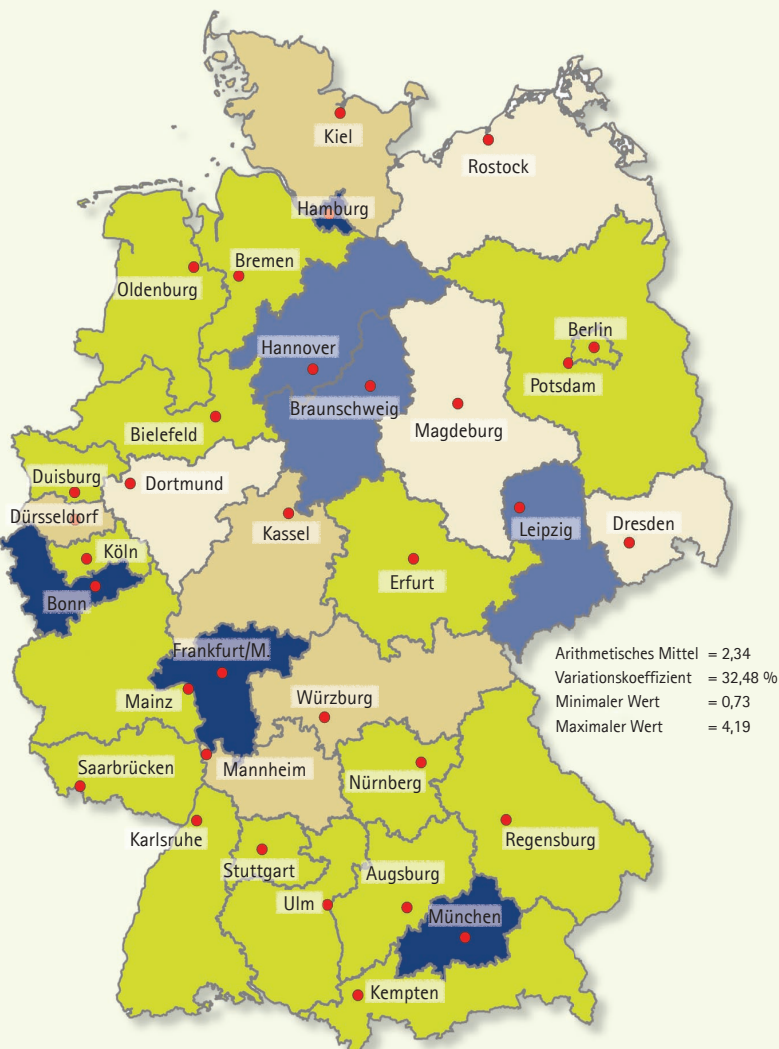 Kiel
Rostock
Hamburg
Bremen
Oldenburg
Berlin
Hannover
Potsdam
Braunschweig
Magdeburg
Bielefeld
Duisburg
Dortmund
Dürsseldorf
Kassel
Leipzig
Dresden
Köln
Erfurt
Bonn
Frankfurt/M.
Arithmetisches Mittel = 2,34
Variationskoeffizient = 32,48 %
Minimaler Wert = 0,73
Maximaler Wert = 4,19
Mainz
Würzburg
Saarbrücken
Mannheim
Nürnberg
Karlsruhe
Regensburg
Stuttgart
Augsburg
Ulm
München
Kempten